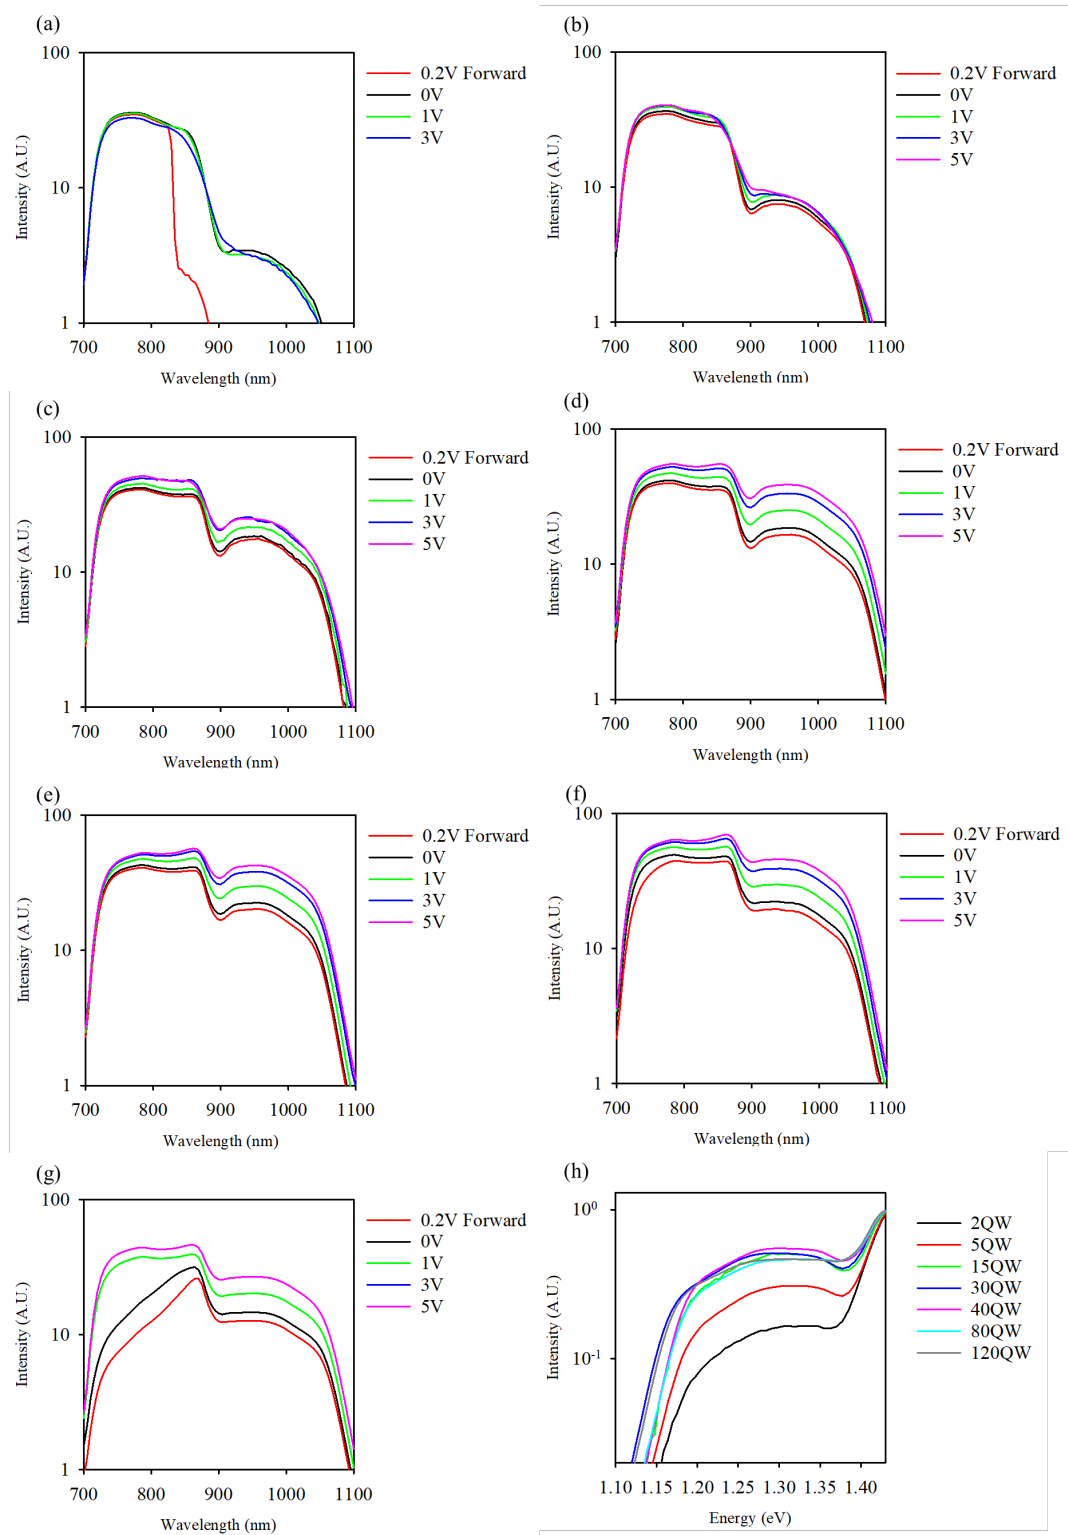 (a.)
100
10
1
700 800 900 1000 1100
Intensity (A.U.)
Wavelength (nm)
0.2V Forward
0V
1V
3V
(b)
100
10
1
700 800 900 1000 1100
Intensity (A.U.)
Wavelength (nm)
0.2V Forward
0V
1V
3V
5V
(c)
100
10
1
700 800 900 1000 1100
Intensity (A.U.)
Wavelength (nm)
0.2V Forward
0V
1V
3V
5V
(d)
100
10
1
700 800 900 1000 1100
Intensity (A.U.)
Wavelength (nm)
0.2V Forward
0V
1V
3V
5V
(e)
100
10
1
700 800 900 1000 1100
Intensity (A.U.)
Wavelength (nm)
0.2V Forward
0V
1V
3V
5V
(f)
100
10
1
700 800 900 1000 1100
Intensity (A.U.)
Wavelength (nm)
0.2V Forward
0V
1V
3V
5V
(g)
100
10
1
700 800 900 1000 1100
Intensity (A.U.)
Wavelength (nm)
0.2V Forward
0V
1V
3V
5V
(h)
10⁰
10⁻¹
1.10 1.15 1.20 1.25 1.30 1.35 1.40
Intensity (A.U.)
Energy (eV)
2QW
5QW
15QW
30QW
40QW
80QW
120QW